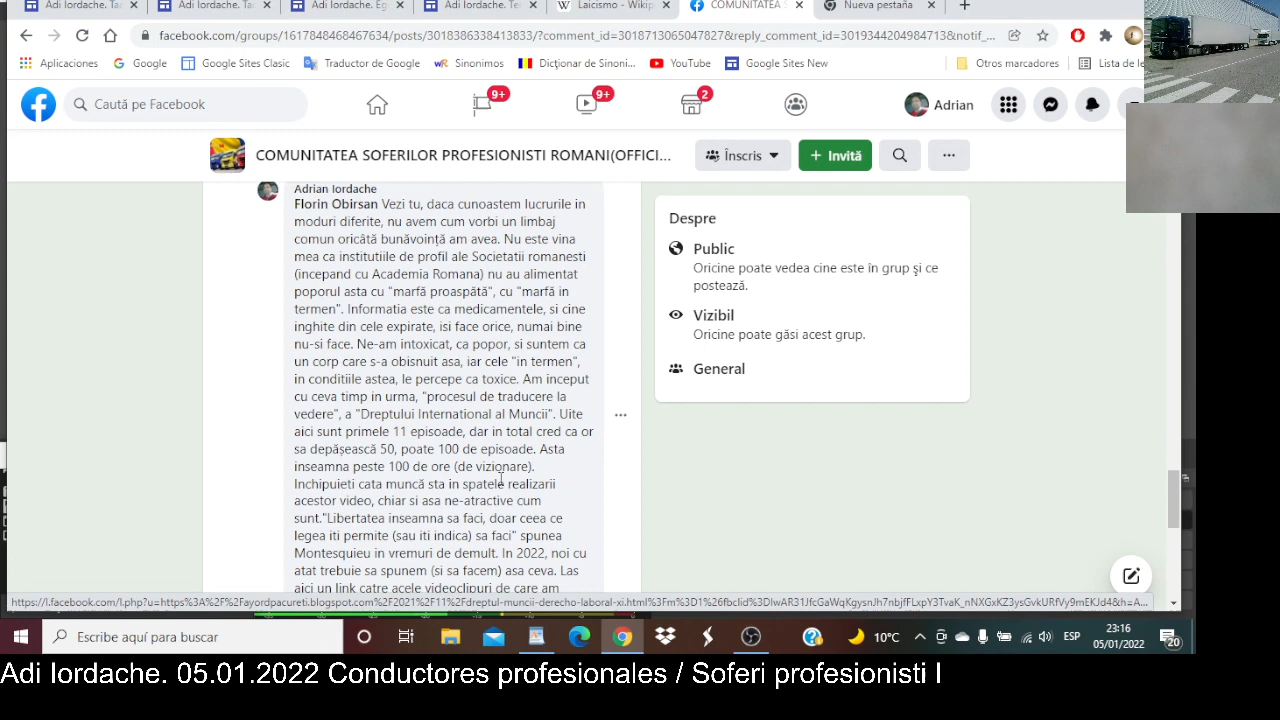 Adi Iordache. Ta
Adi Iordache. Ta
Adi Iordache. Eg
Adi Iordache. Te
Laicismo - Wikip
COMUNITATEA S
Nueva pestaña
facebook.com/groups/1617848468467634/posts/3018
Aplicaciones
Google
Google Sites Clasic
Traductor de Google
Sinonimos
Dicţionar de Sinoni...
YouTube
Google Sites New
Otros marcadores
Lista de le
Caută pe Facebook
9+
9+
2
Adrian
COMUNITATEA SOFERILOR PROFESIONISTI ROMANI(OFFICI...
Înscris
+ Invită
Adrian Iordache
Florin Obirsan Vezi tu, daca cunoastem lucrurile in
moduri diferite, nu avem cum vorbi un limbaj
comun oricâtă bunăvoință am avea. Nu este vina
mea ca institutiile de profil ale Societatii romanesti
(incepand cu Academia Romana) nu au alimentat
poporul asta cu "marfă proaspătă", cu "marfă in
termen". Informatia este ca medicamentele, si cine
inghite din cele expirate, isi face orice, numai bine
nu-si face. Ne-am intoxicat, ca popor, si suntem ca
un corp care s-a obisnuit asa, iar cele "in termen",
in conditiile astea, le percepe ca toxice. Am inceput
cu ceva timp in urma, "procesul de traducere la
vedere", a "Dreptului International al Muncii". Uite
aici sunt primele 11 episoade, dar in total cred ca or
sa depășească 50, poate 100 de episoade. Asta
inseamna peste 100 de ore (de vizionare).
Inchipuieti cata muncă sta in spatele realizarii
acestor video, chiar si asa ne-atractive cum
sunt."Libertatea inseamna sa faci, doar ceea ce
legea iti permite (sau iti indica) sa faci" spunea
Montesquieu in vremuri de demult. In 2022, noi cu
atat trebuie sa spunem (si sa facem) asa ceva. Las
aici un link catre acele videoclipuri de care am
Despre
Public
Oricine poate vedea cine este în grup şi ce
postează.
Vizibil
Oricine poate găsi acest grup.
General
Escribe aquí para buscar
10°C
ESP
23:16
05/01/2022
20
Adi Iordache. 05.01.2022 Conductores profesionales / Soferi profesionisti I